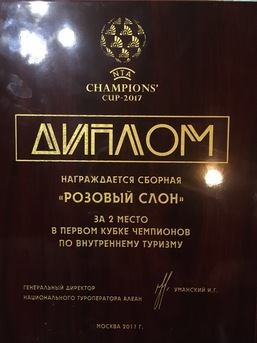 NTA
CHAMPIONS'
CUP-2017
ДИПЛОМ
НАГРАЖДАЕТСЯ СБОРНАЯ
«РОЗОВЫЙ СЛОН»
ЗА 2 МЕСТО
В ПЕРВОМ КУБКЕ ЧЕМПИОНОВ
ПО ВНУТРЕННЕМУ ТУРИЗМУ
ГЕНЕРАЛЬНЫЙ ДИРЕКТОР
НАЦИОНАЛЬНОГО ТУРОПЕРАТОРА АЛЕАН
УМАНСКИЙ И.Г.
МОСКВА 2017 Г.